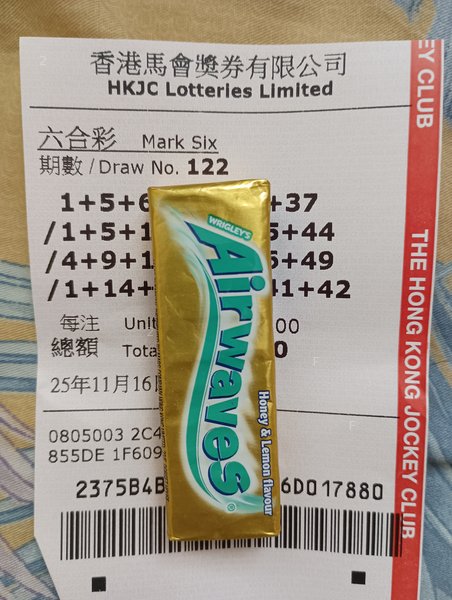 香港馬會獎券有限公司
HKJC Lotteries Limited
六合彩 Mark Six
期數 / Draw No. 122
1+5+6 +37
/1+5+1 5+44
/4+9+1 6+49
/1+14+ 41+42
每注 Unit 00
總額 Total 0
25年11月16
0805003 2C4
855DE 1F609
2375B4B 6D017880
WRIGLEY'S
Airwaves®
Honey & Lemon flavour
EY CLUB
THE HONG KONG JOCKEY CLUB